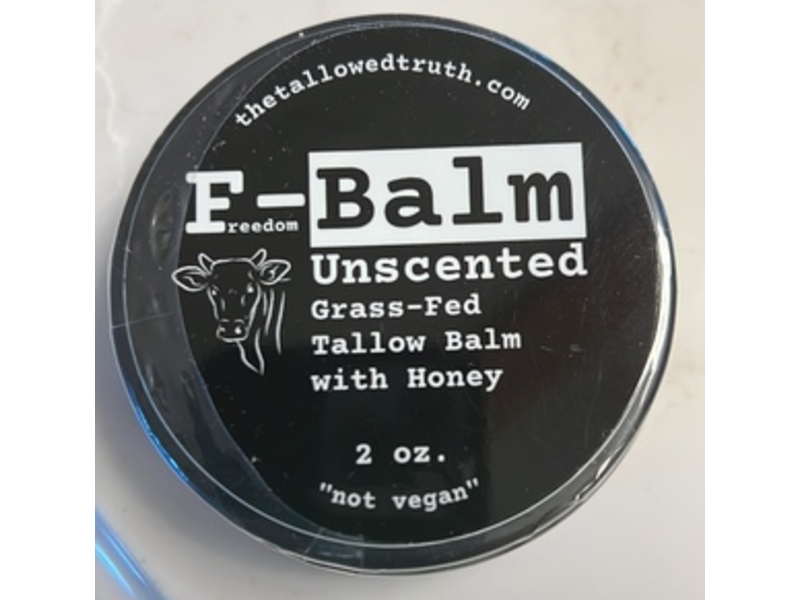 thetallowedtruth.com
F-Balm
reedom
Unscented
Grass-Fed
Tallow Balm
with Honey
2 oz.
"not vegan"